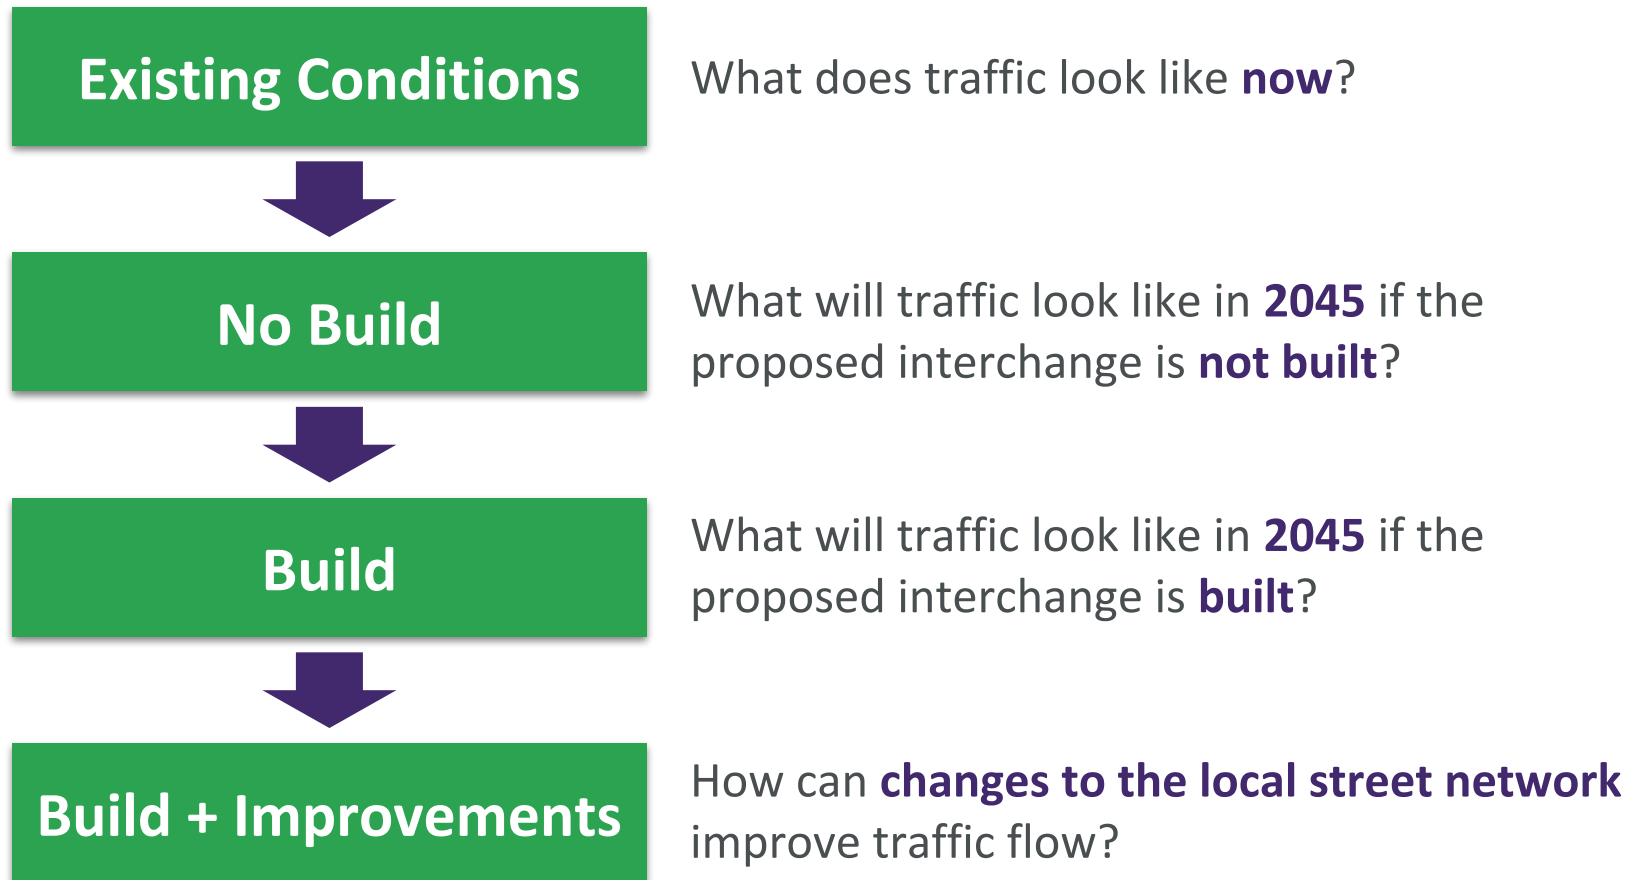 Existing Conditions
What does traffic look like now?
No Build
What will traffic look like in 2045 if the
proposed interchange is not built?
Build
What will traffic look like in 2045 if the
proposed interchange is built?
Build + Improvements
How can changes to the local street network
improve traffic flow?